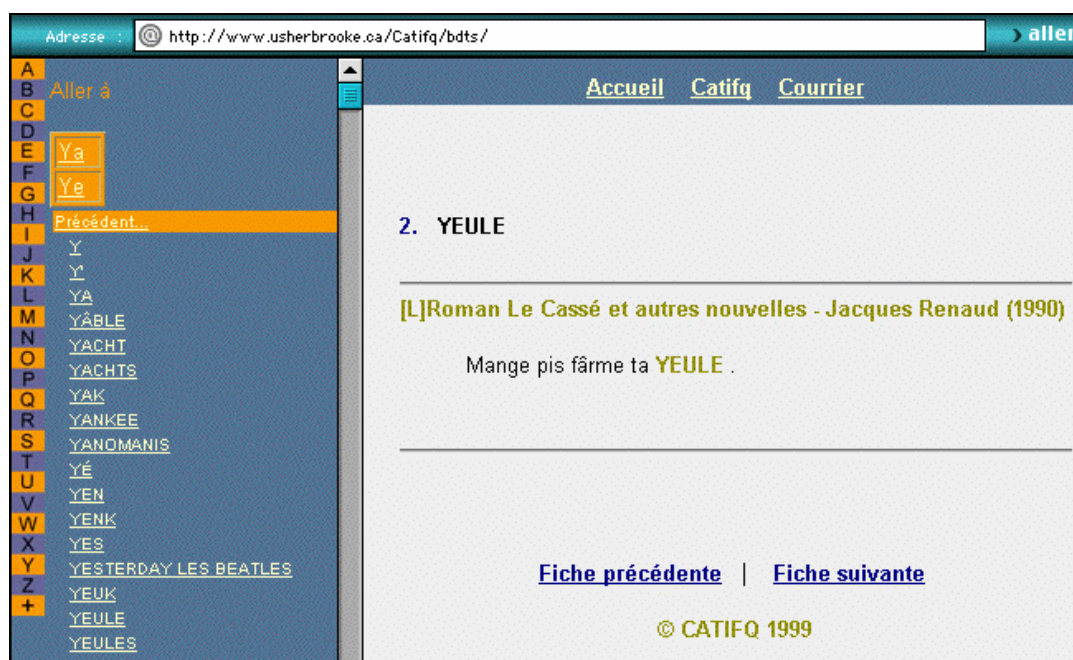 Adresse : @ http://www.usherbrooke.ca/Catifq/bdts/ aller
A
B
C
D
E
F
G
H
I
J
K
L
M
N
O
P
Q
R
S
T
U
V
W
X
Y
Z
+
Aller à
Ya
Ye
Précédent...
Y
Y'
YA
YÂBLE
YACHT
YACHTS
YAK
YANKEE
YANOMANIS
YÉ
YEN
YENK
YES
YESTERDAY LES BEATLES
YEUK
YEULE
YEULES
Accueil Catifq Courrier
2. YEULE
[L]Roman Le Cassé et autres nouvelles - Jacques Renaud (1990)
Mange pis fârme ta YEULE .
Fiche précédente | Fiche suivante
© CATIFQ 1999